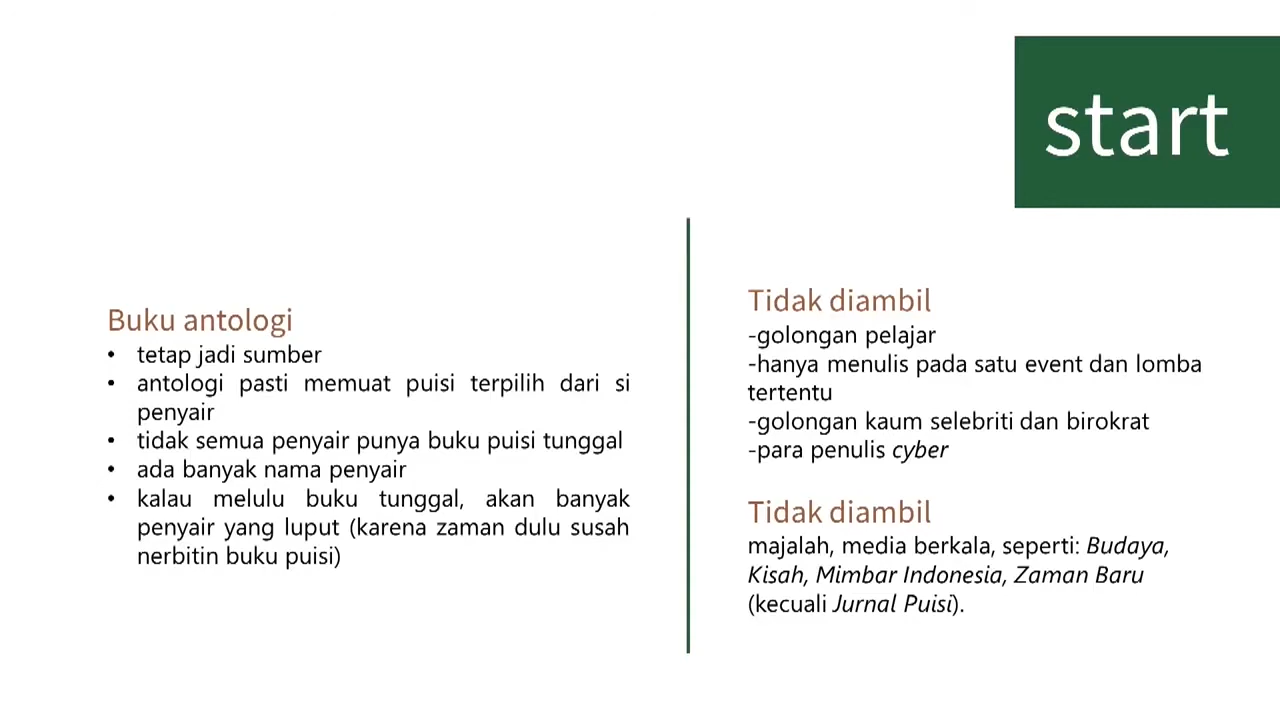 start
Buku antologi
• tetap jadi sumber
• antologi pasti memuat puisi terpilih dari si
penyair
• tidak semua penyair punya buku puisi tunggal
• ada banyak nama penyair
• kalau melulu buku tunggal, akan banyak
penyair yang luput (karena zaman dulu susah
nerbitin buku puisi)
Tidak diambil
-golongan pelajar
-hanya menulis pada satu event dan lomba
tertentu
-golongan kaum selebriti dan birokrat
-para penulis cyber
Tidak diambil
majalah, media berkala, seperti: Budaya,
Kisah, Mimbar Indonesia, Zaman Baru
(kecuali Jurnal Puisi).